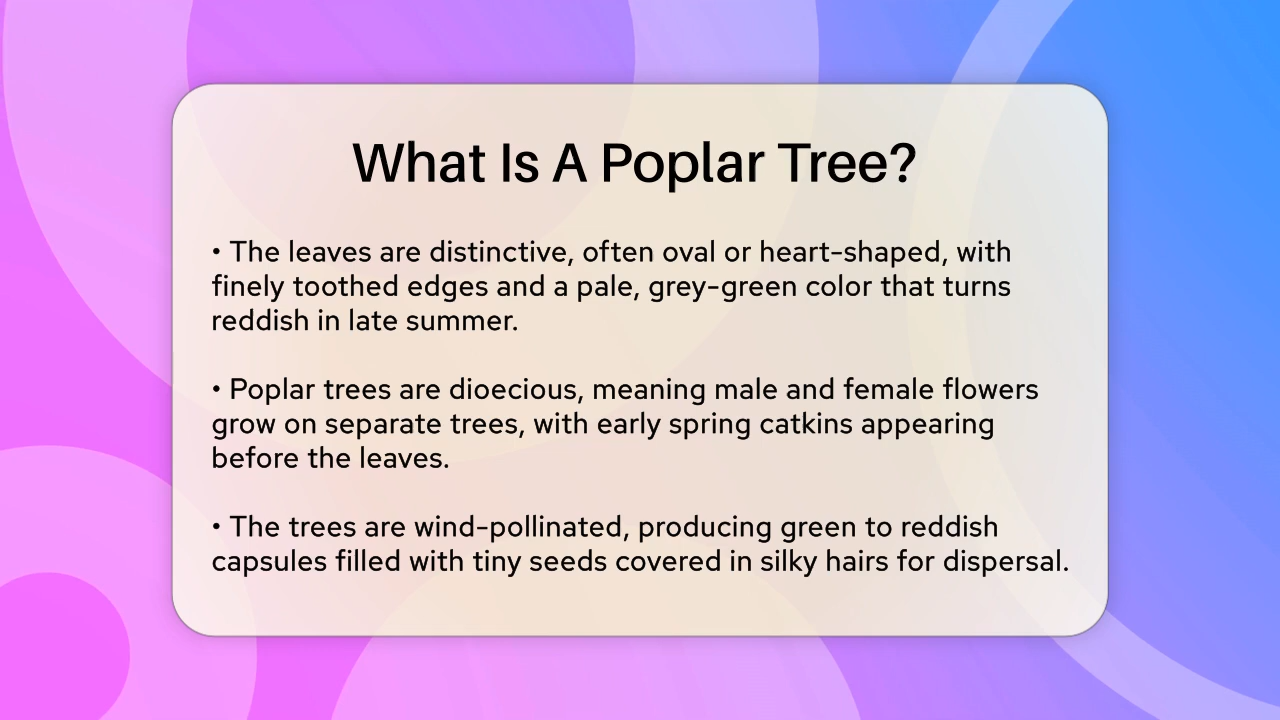 What Is A Poplar Tree?
• The leaves are distinctive, often oval or heart-shaped, with
finely toothed edges and a pale, grey-green color that turns
reddish in late summer.
• Poplar trees are dioecious, meaning male and female flowers
grow on separate trees, with early spring catkins appearing
before the leaves.
• The trees are wind-pollinated, producing green to reddish
capsules filled with tiny seeds covered in silky hairs for dispersal.